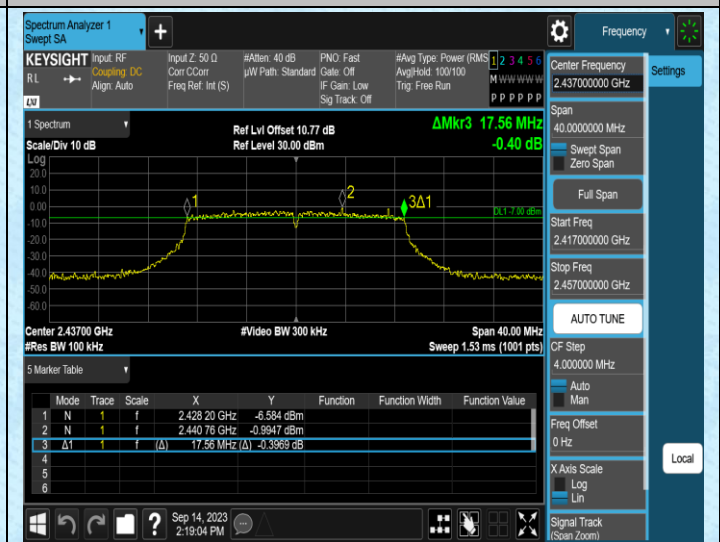 Spectrum Analyzer 1
Swept SA
+
Frequency
KEYSIGHT
RL
LXI
Input: RF
Coupling: DC
Align: Auto
Input Z: 50 Ω
Corr CCorr
Freq Ref: Int (S)
#Atten: 40 dB
µW Path: Standard
PNO: Fast
Gate: Off
IF Gain: Low
Sig Track: Off
#Avg Type: Power (RMS
Avg|Hold: 100/100
Trig: Free Run
1 2 3 4 5 6
M W W W W W
P P P P P P
Center Frequency
2.437000000 GHz
Settings
Span
40.0000000 MHz
Swept Span
Zero Span
Full Span
Start Freq
2.417000000 GHz
Stop Freq
2.457000000 GHz
AUTO TUNE
CF Step
4.000000 MHz
Auto
Man
Freq Offset
0 Hz
X Axis Scale
Log
Lin
Signal Track
(Span Zoom)
Local
1 Spectrum
Scale/Div 10 dB
Ref Lvl Offset 10.77 dB
Ref Level 30.00 dBm
ΔMkr3 17.56 MHz
-0.40 dB
Log
20.0
10.0
0.00
-10.0
-20.0
-30.0
-40.0
-50.0
-60.0
1
2
3Δ1
DL1 -7.00 dBm
Center 2.43700 GHz
#Video BW 300 kHz
Span 40.00 MHz
#Res BW 100 kHz
Sweep 1.53 ms (1001 pts)
5 Marker Table
Mode Trace Scale X Y Function Function Width Function Value
1 N 1 f 2.428 20 GHz -6.584 dBm
2 N 1 f 2.440 76 GHz -0.9947 dBm
3 Δ1 1 f (Δ) 17.56 MHz (Δ) -0.3969 dB
4
5
6
?
Sep 14, 2023
2:19:04 PM